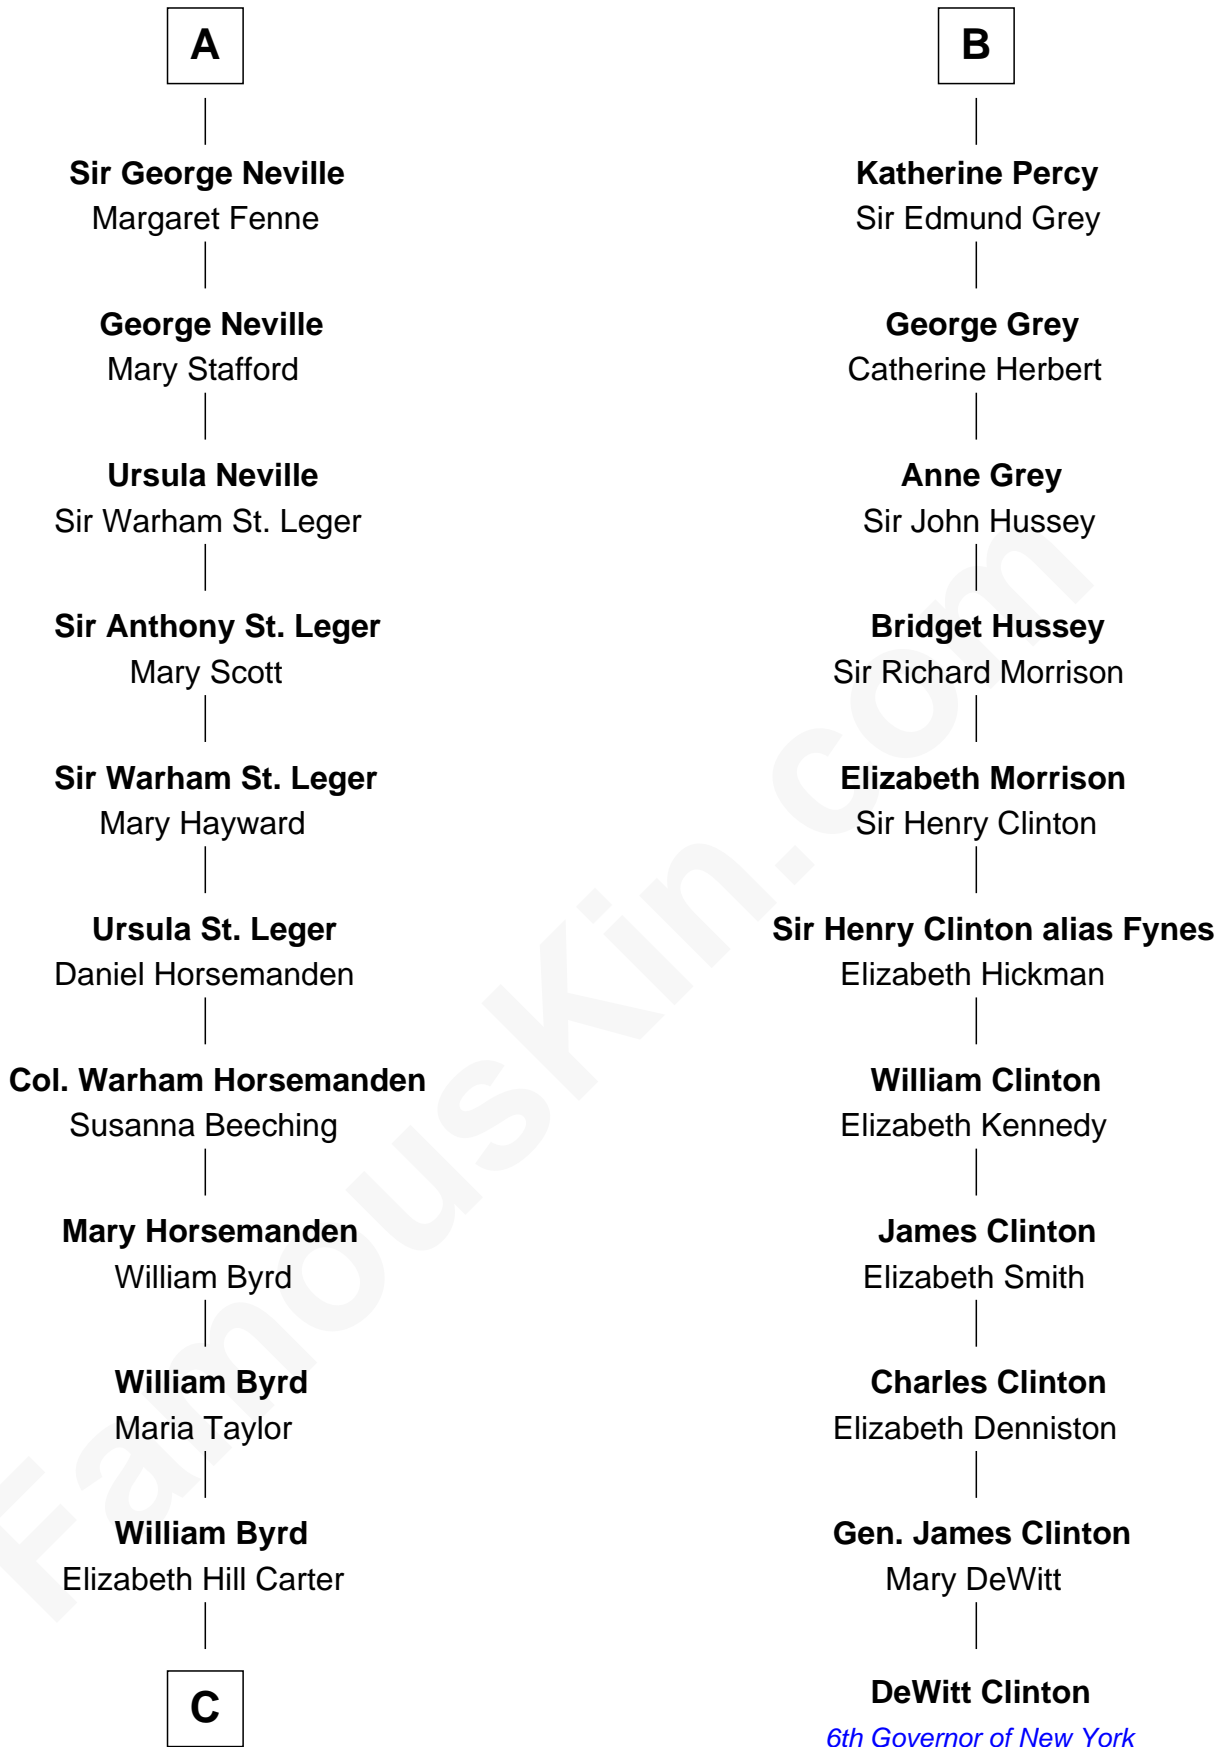 A
Sir George Neville
Margaret Fenne
George Neville
Mary Stafford
Ursula Neville
Sir Warham St. Leger
Sir Anthony St. Leger
Mary Scott
Sir Warham St. Leger
Mary Hayward
Ursula St. Leger
Daniel Horsemanden
Col. Warham Horsemanden
Susanna Beeching
Mary Horsemanden
William Byrd
William Byrd
Maria Taylor
William Byrd
Elizabeth Hill Carter
C
B
Katherine Percy
Sir Edmund Grey
George Grey
Catherine Herbert
Anne Grey
Sir John Hussey
Bridget Hussey
Sir Richard Morrison
Elizabeth Morrison
Sir Henry Clinton
Sir Henry Clinton alias Fynes
Elizabeth Hickman
William Clinton
Elizabeth Kennedy
James Clinton
Elizabeth Smith
Charles Clinton
Elizabeth Denniston
Gen. James Clinton
Mary DeWitt
DeWitt Clinton
6th Governor of New York
FamousKin.com